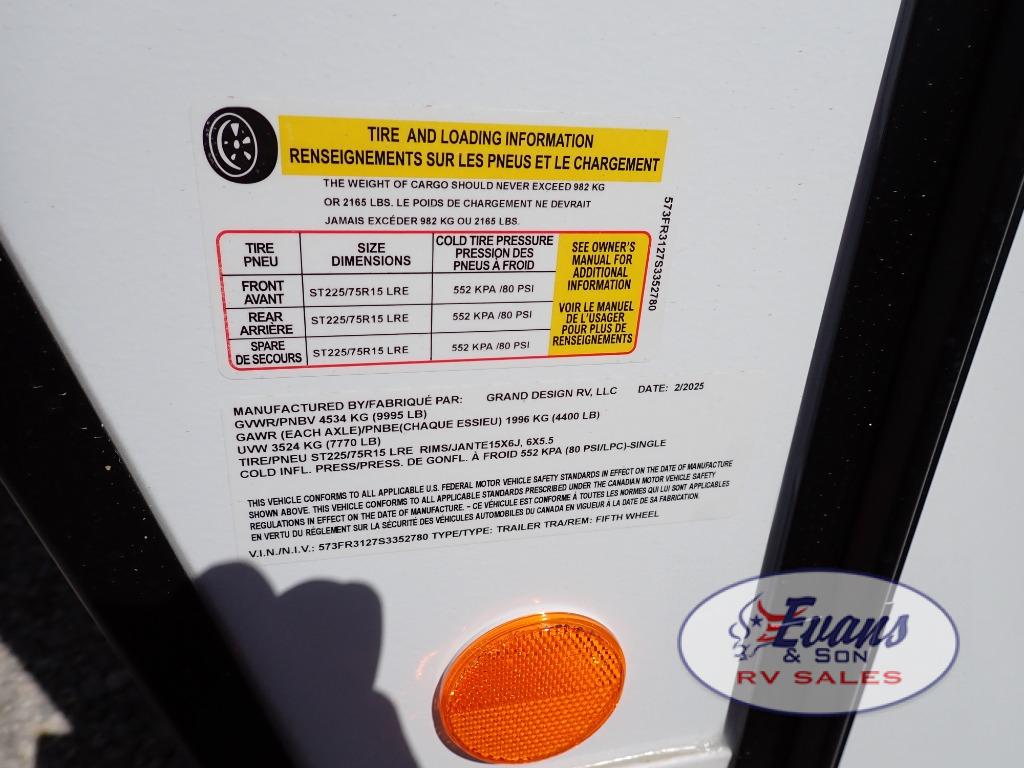 TIRE AND LOADING INFORMATION
RENSEIGNEMENTS SUR LES PNEUS ET LE CHARGEMENT
THE WEIGHT OF CARGO SHOULD NEVER EXCEED 982 KG
OR 2165 LBS. LE POIDS DE CHARGEMENT NE DEVRAIT
JAMAIS EXCÉDER 982 KG OU 2165 LBS.
573FR3127S3352780
TIRE
PNEU
SIZE
DIMENSIONS
COLD TIRE PRESSURE
PRESSION DES
PNEUS À FROID
FRONT
AVANT
ST225/75R15 LRE
552 KPA /80 PSI
REAR
ARRIÈRE
ST225/75R15 LRE
552 KPA /80 PSI
SPARE
DE SECOURS
ST225/75R15 LRE
552 KPA /80 PSI
SEE OWNER'S
MANUAL FOR
ADDITIONAL
INFORMATION
VOIR LE MANUEL
DE L'USAGER
POUR PLUS DE
RENSEIGNEMENTS
MANUFACTURED BY/FABRIQUÉ PAR: GRAND DESIGN RV, LLC DATE: 2/2025
GVWR/PNBV 4534 KG (9995 LB)
GAWR (EACH AXLE)/PNBE(CHAQUE ESSIEU) 1996 KG (4400 LB)
UVW 3524 KG (7770 LB)
TIRE/PNEU ST225/75R15 LRE RIMS/JANTE15X6J, 6X5.5
COLD INFL. PRESS/PRESS. DE GONFL. À FROID 552 KPA (80 PSI/LPC)-SINGLE
THIS VEHICLE CONFORMS TO ALL APPLICABLE U.S. FEDERAL MOTOR VEHICLE SAFETY STANDARDS IN EFFECT ON THE DATE OF MANUFACTURE
SHOWN ABOVE. THIS VEHICLE CONFORMS TO ALL APPLICABLE STANDARDS PRESCRIBED UNDER THE CANADIAN MOTOR VEHICLE SAFETY
REGULATIONS IN EFFECT ON THE DATE OF MANUFACTURE. - CE VÉHICULE EST CONFORME À TOUTES LES NORMES QUI LUI SONT APPLICABLES
EN VERTU DU RÈGLEMENT SUR LA SÉCURITÉ DES VÉHICULES AUTOMOBILES DU CANADA EN VIGUEUR À LA DATE DE SA FABRICATION.
V.I.N./N.I.V.: 573FR3127S3352780 TYPE/TYPE: TRAILER TRA/REM: FIFTH WHEEL
Evans
& SON
RV SALES